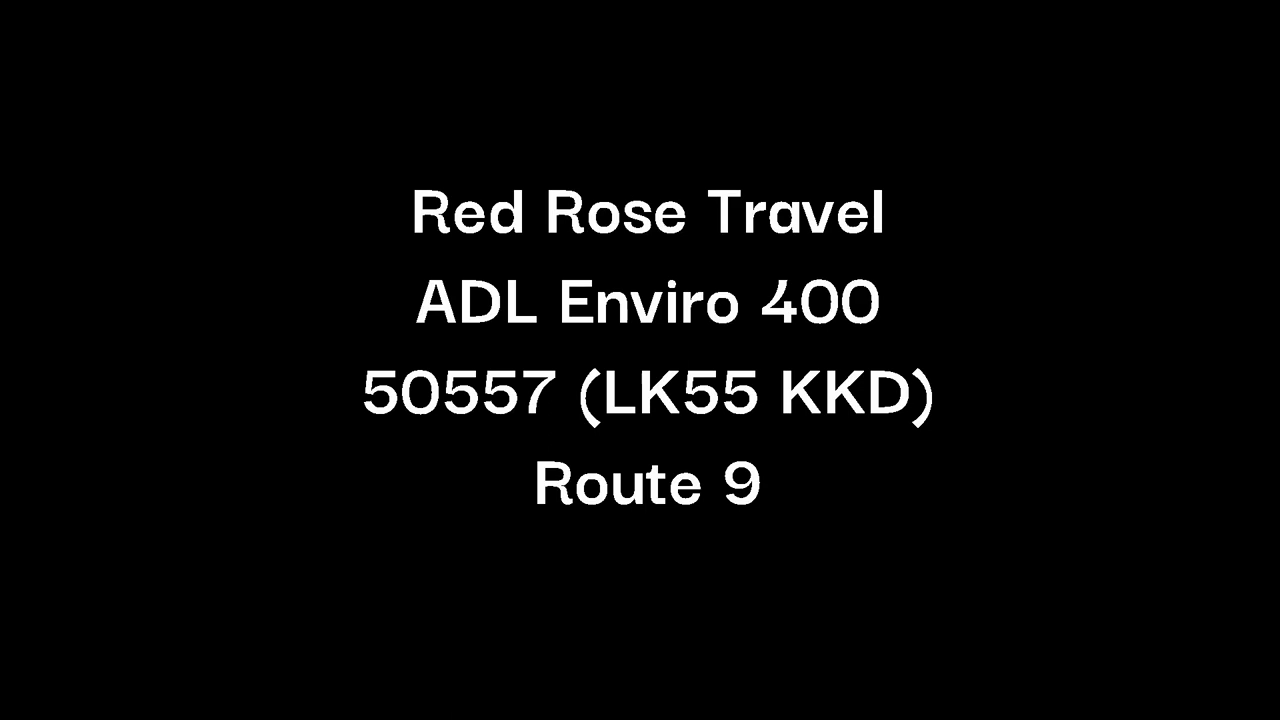 Red Rose Travel
ADL Enviro 400
50557 (LK55 KKD)
Route 9